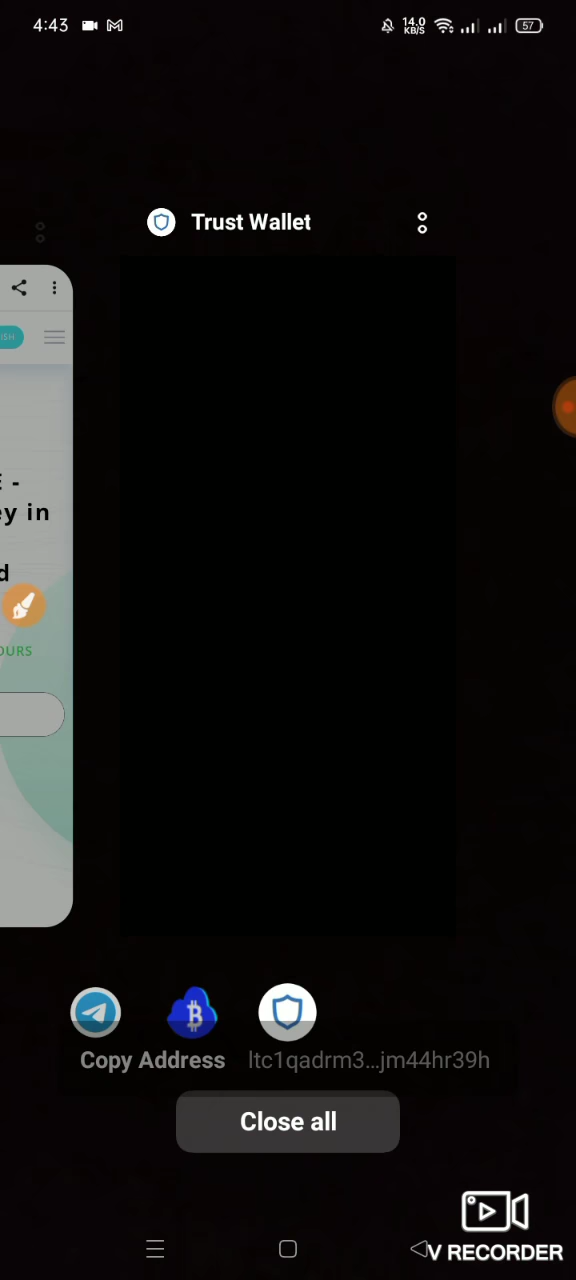 4:43
14.0
KB/S
57
Trust Wallet
ISH
E -
ey in
d
OURS
Copy Address ltc1qadrm3...jm44hr39h
Close all
V RECORDER